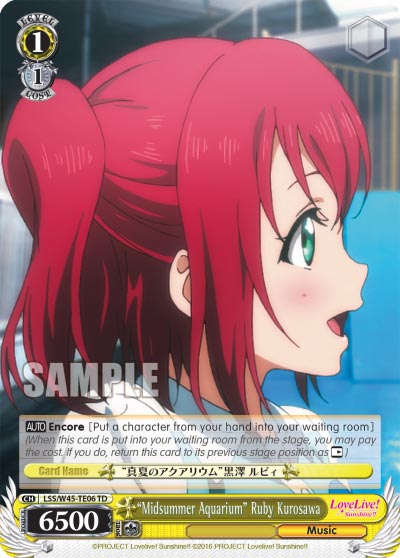 LEVEL
1
1
COST
SAMPLE
AUTO Encore [Put a character from your hand into your waiting room]
(When this card is put into your waiting room from the stage, you may pay
the cost. If you do, return this card to its previous stage position as )
Card Name
"真夏のアクアリウム"黒澤 ルビィ
CD LSS/W45-TE06 TD
POWER
6500
"Midsummer Aquarium" Ruby Kurosawa
LoveLive!
Sunshine!!
Music
©PROJECT Lovelive! Sunshine!! ©2016 PROJECT Lovelive! Sunshine!!